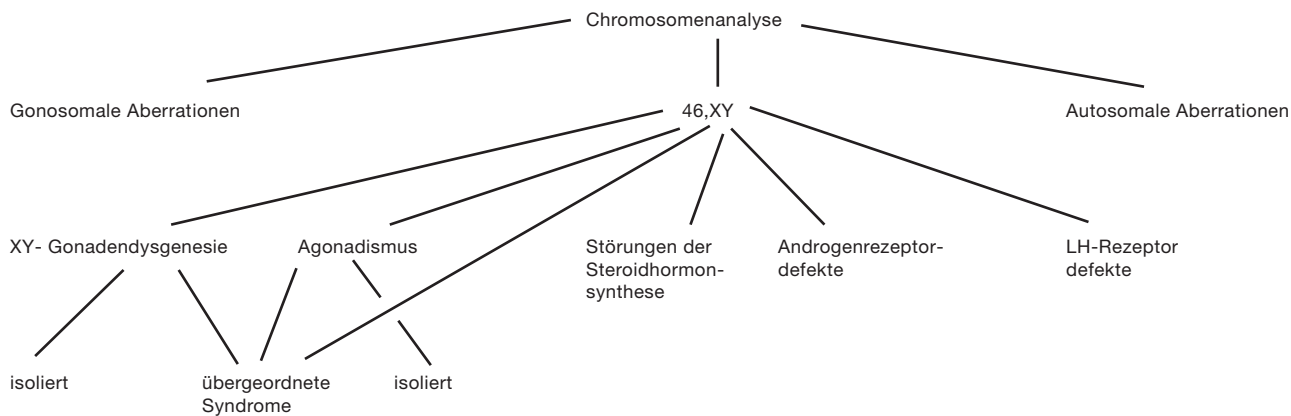 Chromosomenanalyse
Gonosomale Aberrationen
46,XY
Autosomale Aberrationen
XY- Gonadendysgenesie
Agonadismus
Störungen der
Steroidhormon-
synthese
Androgenrezeptor-
defekte
LH-Rezeptor
defekte
isoliert
übergeordnete
Syndrome
isoliert